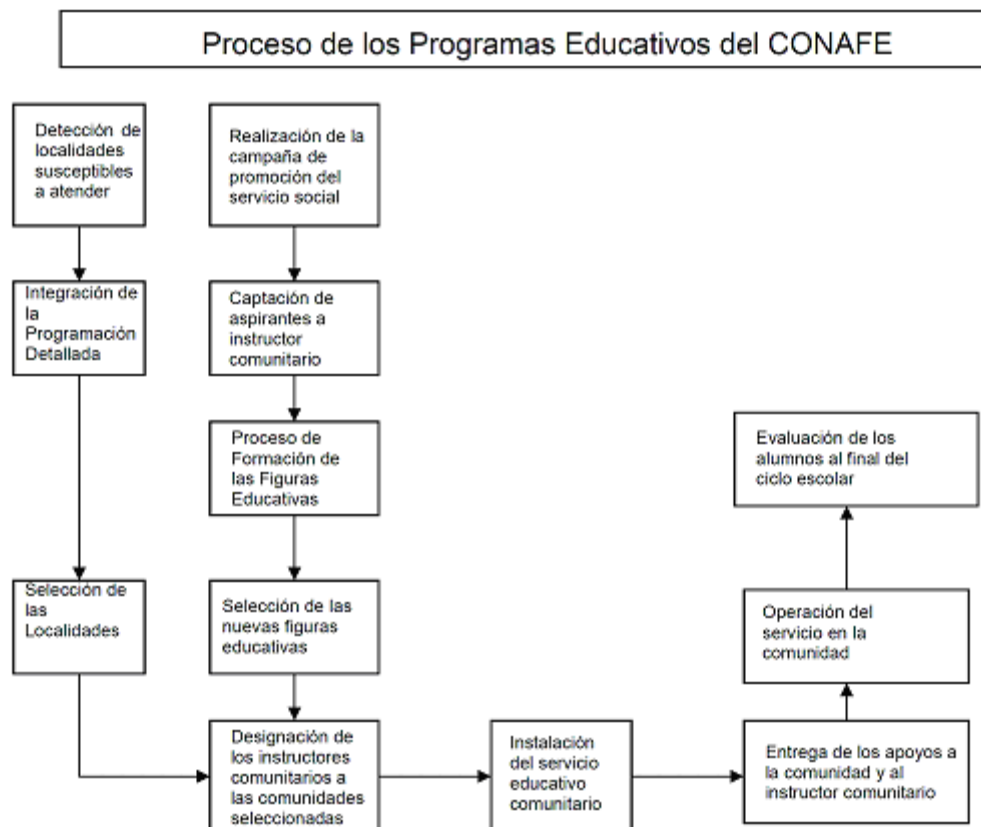 Proceso de los Programas Educativos del CONAFE
Detección de
localidades
susceptibles
a atender
Integración de
la
Programación
Detallada
Selección de
las
Localidades
Realización de la
campaña de
promoción del
servicio social
Captación de
aspirantes a
instructor
comunitario
Proceso de
Formación de
las Figuras
Educativas
Selección de las
nuevas figuras
educativas
Designación de
los instructores
comunitarios a
las comunidades
seleccionadas
Instalación
del servicio
educativo
comunitario
Entrega de los apoyos a
la comunidad y al
instructor comunitario
Operación del
servicio en la
comunidad
Evaluación de los
alumnos al final del
ciclo escolar